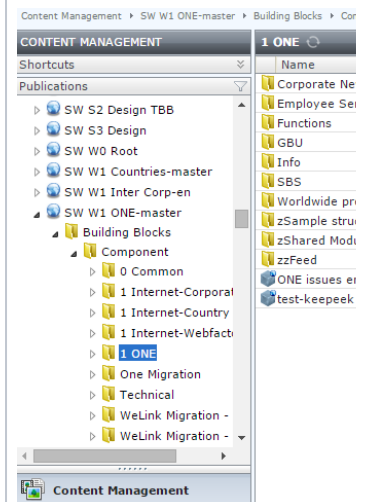 Content Management SW W1 ONE-master Building Blocks
CONTENT MANAGEMENT
Shortcuts
Publications
SW S2 Design TBB
SW S3 Design
SW W0 Root
SW W1 Countries-master
SW W1 Inter Corp-en
SW W1 ONE-master
Building Blocks
Component
0 Common
1 Internet-Corporat
1 Internet-Country
1 Internet-Webfact
1 ONE
One Migration
Technical
WeLink Migration -
WeLink Migration -
Content Management
1 ONE
Name
Corporate Ne
Employee Ser
Functions
GBU
Info
SBS
Worldwide pr
zSample stru
zShared Modu
zzFeed
ONE issues e
test-keepeek